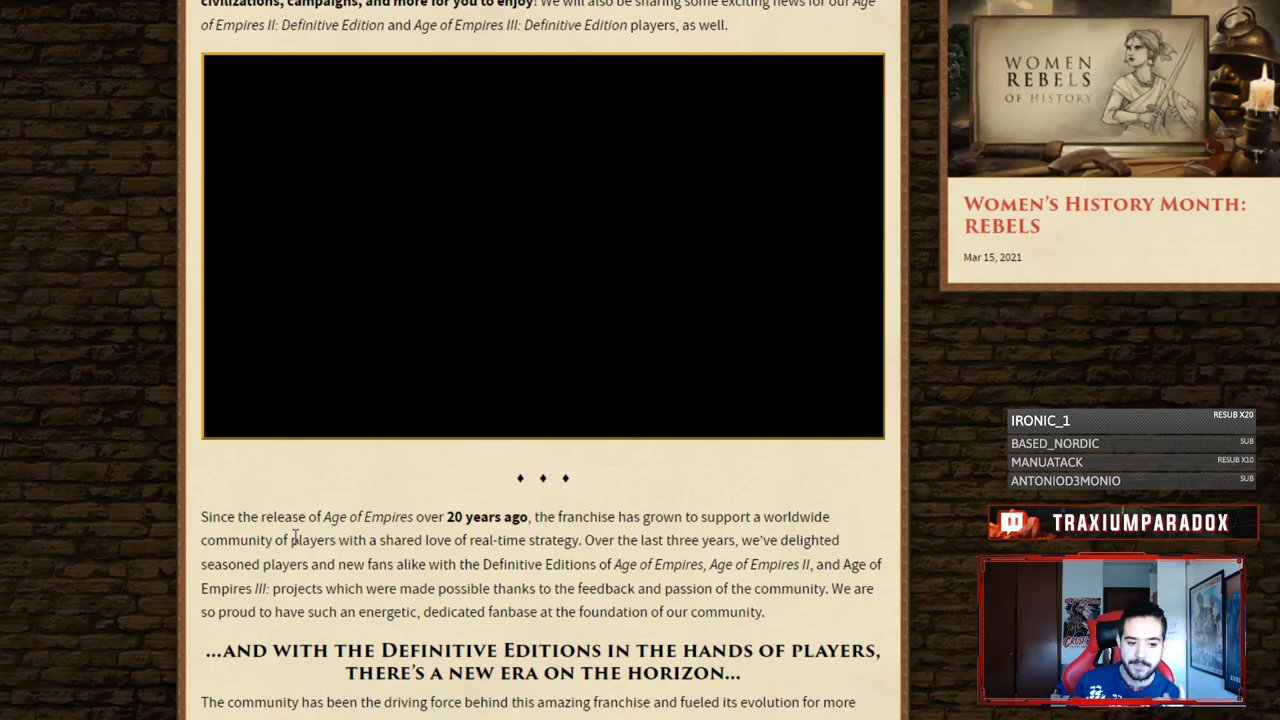 civilizations, campaigns, and more for you to enjoy! We will also be sharing some exciting news for our Age
of Empires II: Definitive Edition and Age of Empires III: Definitive Edition players, as well.
Since the release of Age of Empires over 20 years ago, the franchise has grown to support a worldwide
community of players with a shared love of real-time strategy. Over the last three years, we’ve delighted
seasoned players and new fans alike with the Definitive Editions of Age of Empires, Age of Empires II, and Age of
Empires III: projects which were made possible thanks to the feedback and passion of the community. We are
so proud to have such an energetic, dedicated fanbase at the foundation of our community.
...AND WITH THE DEFINITIVE EDITIONS IN THE HANDS OF PLAYERS,
THERE’S A NEW ERA ON THE HORIZON...
The community has been the driving force behind this amazing franchise and fueled its evolution for more
WOMEN
REBELS
OF HISTORY
WOMEN’S HISTORY MONTH:
REBELS
Mar 15, 2021
IRONIC_1 RESUB X20
BASED_NORDIC SUB
MANUATACK RESUB X10
ANTONIOD3MONIO SUB
TRAXIUMPARADOX